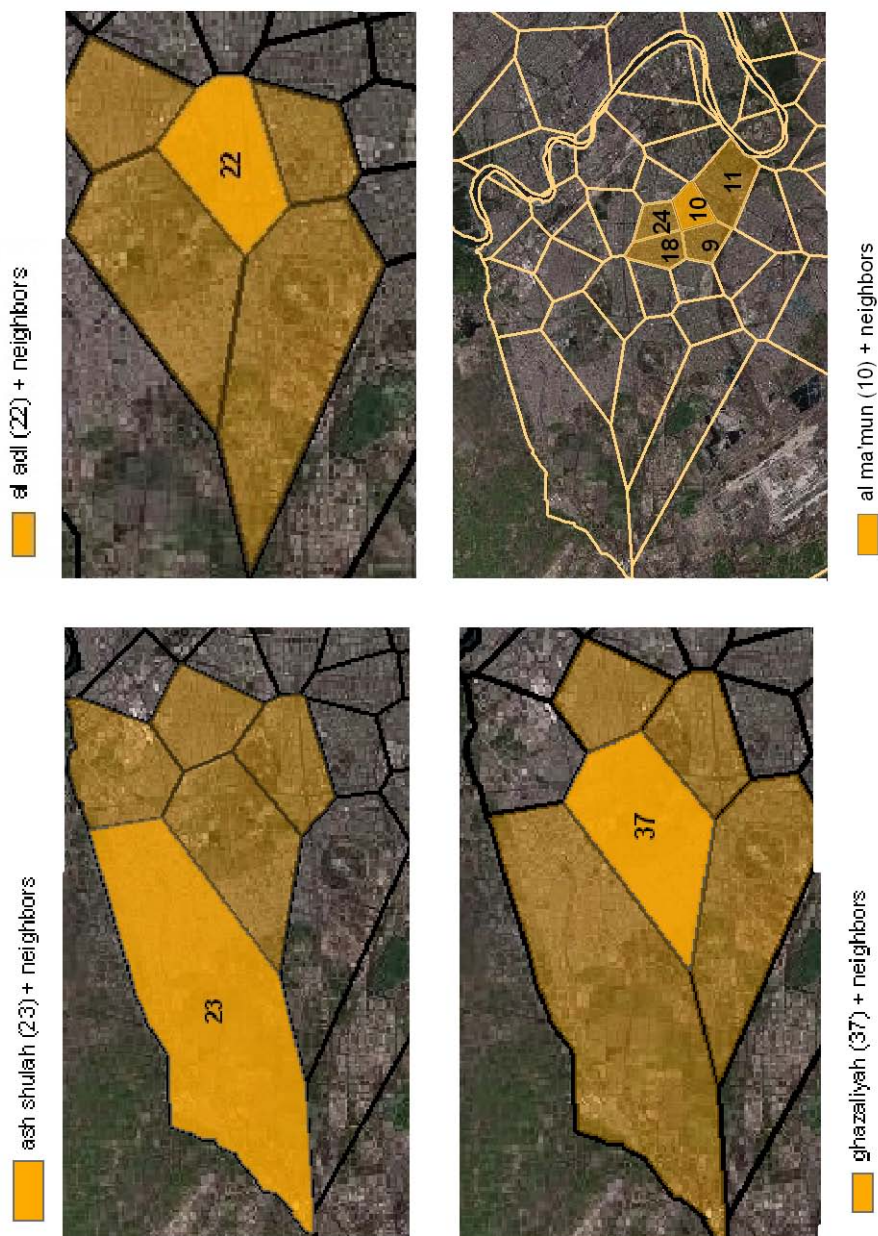 ash shulah (23) + neighbors
23
al adl (22) + neighbors
22
ghazaliyah (37) + neighbors
37
24
18
10
9
11
al ma'mun (10) + neighbors